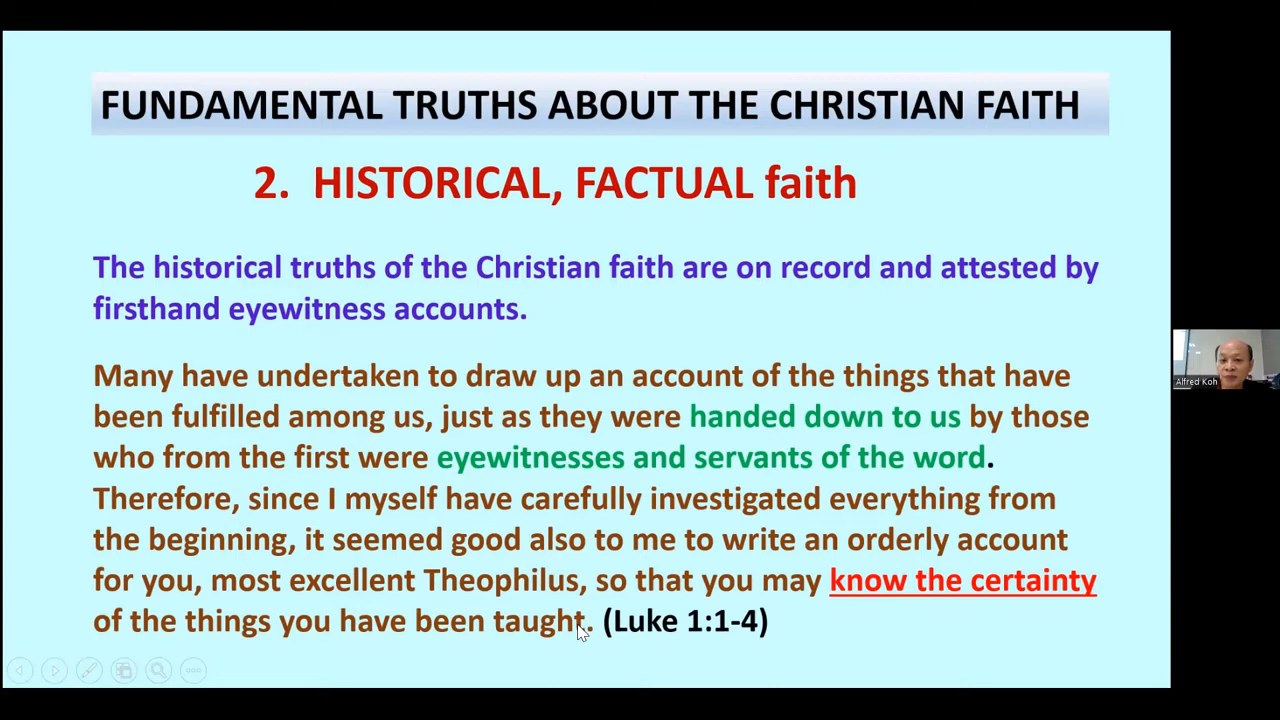 FUNDAMENTAL TRUTHS ABOUT THE CHRISTIAN FAITH
2. HISTORICAL, FACTUAL faith
The historical truths of the Christian faith are on record and attested by
firsthand eyewitness accounts.
Many have undertaken to draw up an account of the things that have
been fulfilled among us, just as they were handed down to us by those
who from the first were eyewitnesses and servants of the word.
Therefore, since I myself have carefully investigated everything from
the beginning, it seemed good also to me to write an orderly account
for you, most excellent Theophilus, so that you may know the certainty
of the things you have been taught. (Luke 1:1-4)
Alfred Koh